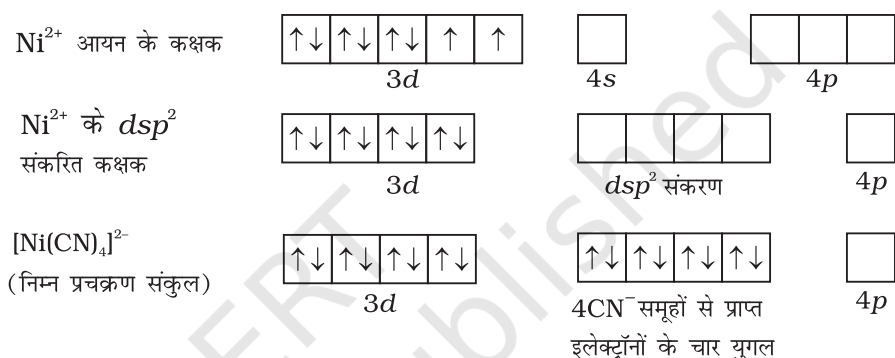 Ni²⁺ आयन के कक्षक ↑↓ ↑↓ ↑↓ ↑ ↑
3d 4s 4p
Ni²⁺ के dsp² ↑↓ ↑↓ ↑↓ ↑↓
संकरित कक्षक 3d dsp² संकरण 4p
[Ni(CN)₄]²⁻ ↑↓ ↑↓ ↑↓ ↑↓ ↑↓ ↑↓ ↑↓ ↑↓
(निम्न प्रचक्रण संकुल) 3d 4CN⁻ समूहों से प्राप्त 4p
इलेक्ट्रॉनों के चार युगल